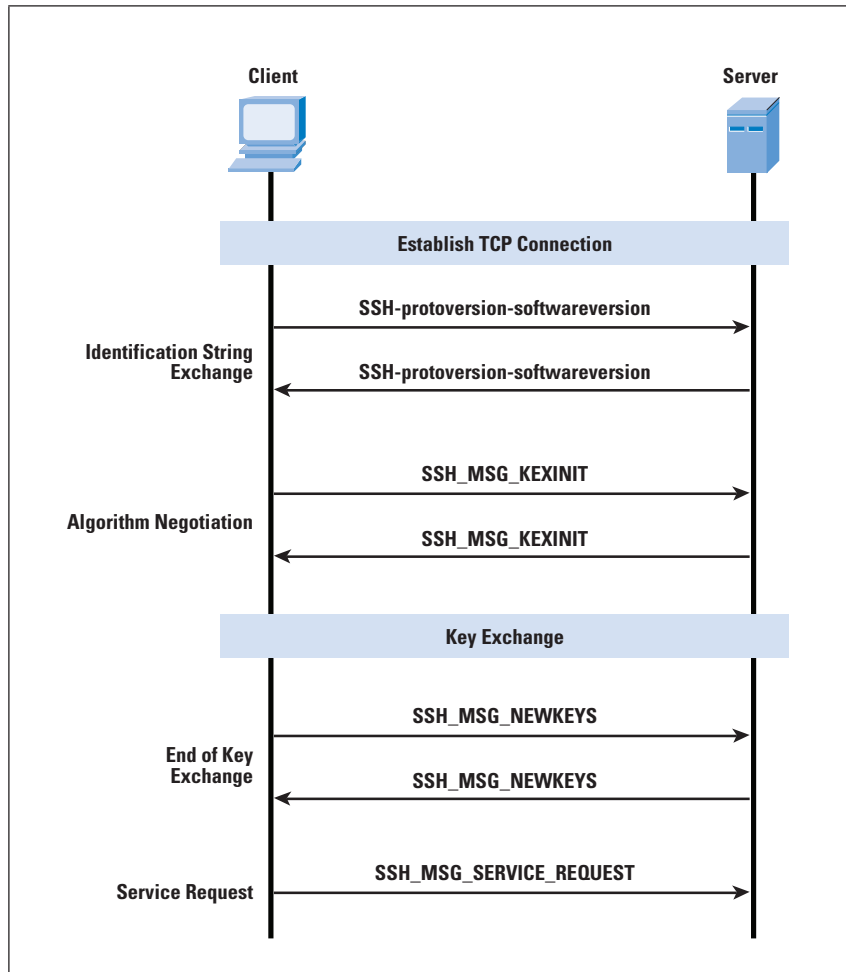 Client
Server
Establish TCP Connection
SSH-protoversion-softwareversion
Identification String
Exchange
SSH-protoversion-softwareversion
SSH_MSG_KEXINIT
Algorithm Negotiation
SSH_MSG_KEXINIT
Key Exchange
SSH_MSG_NEWKEYS
End of Key
Exchange
SSH_MSG_NEWKEYS
SSH_MSG_SERVICE_REQUEST
Service Request